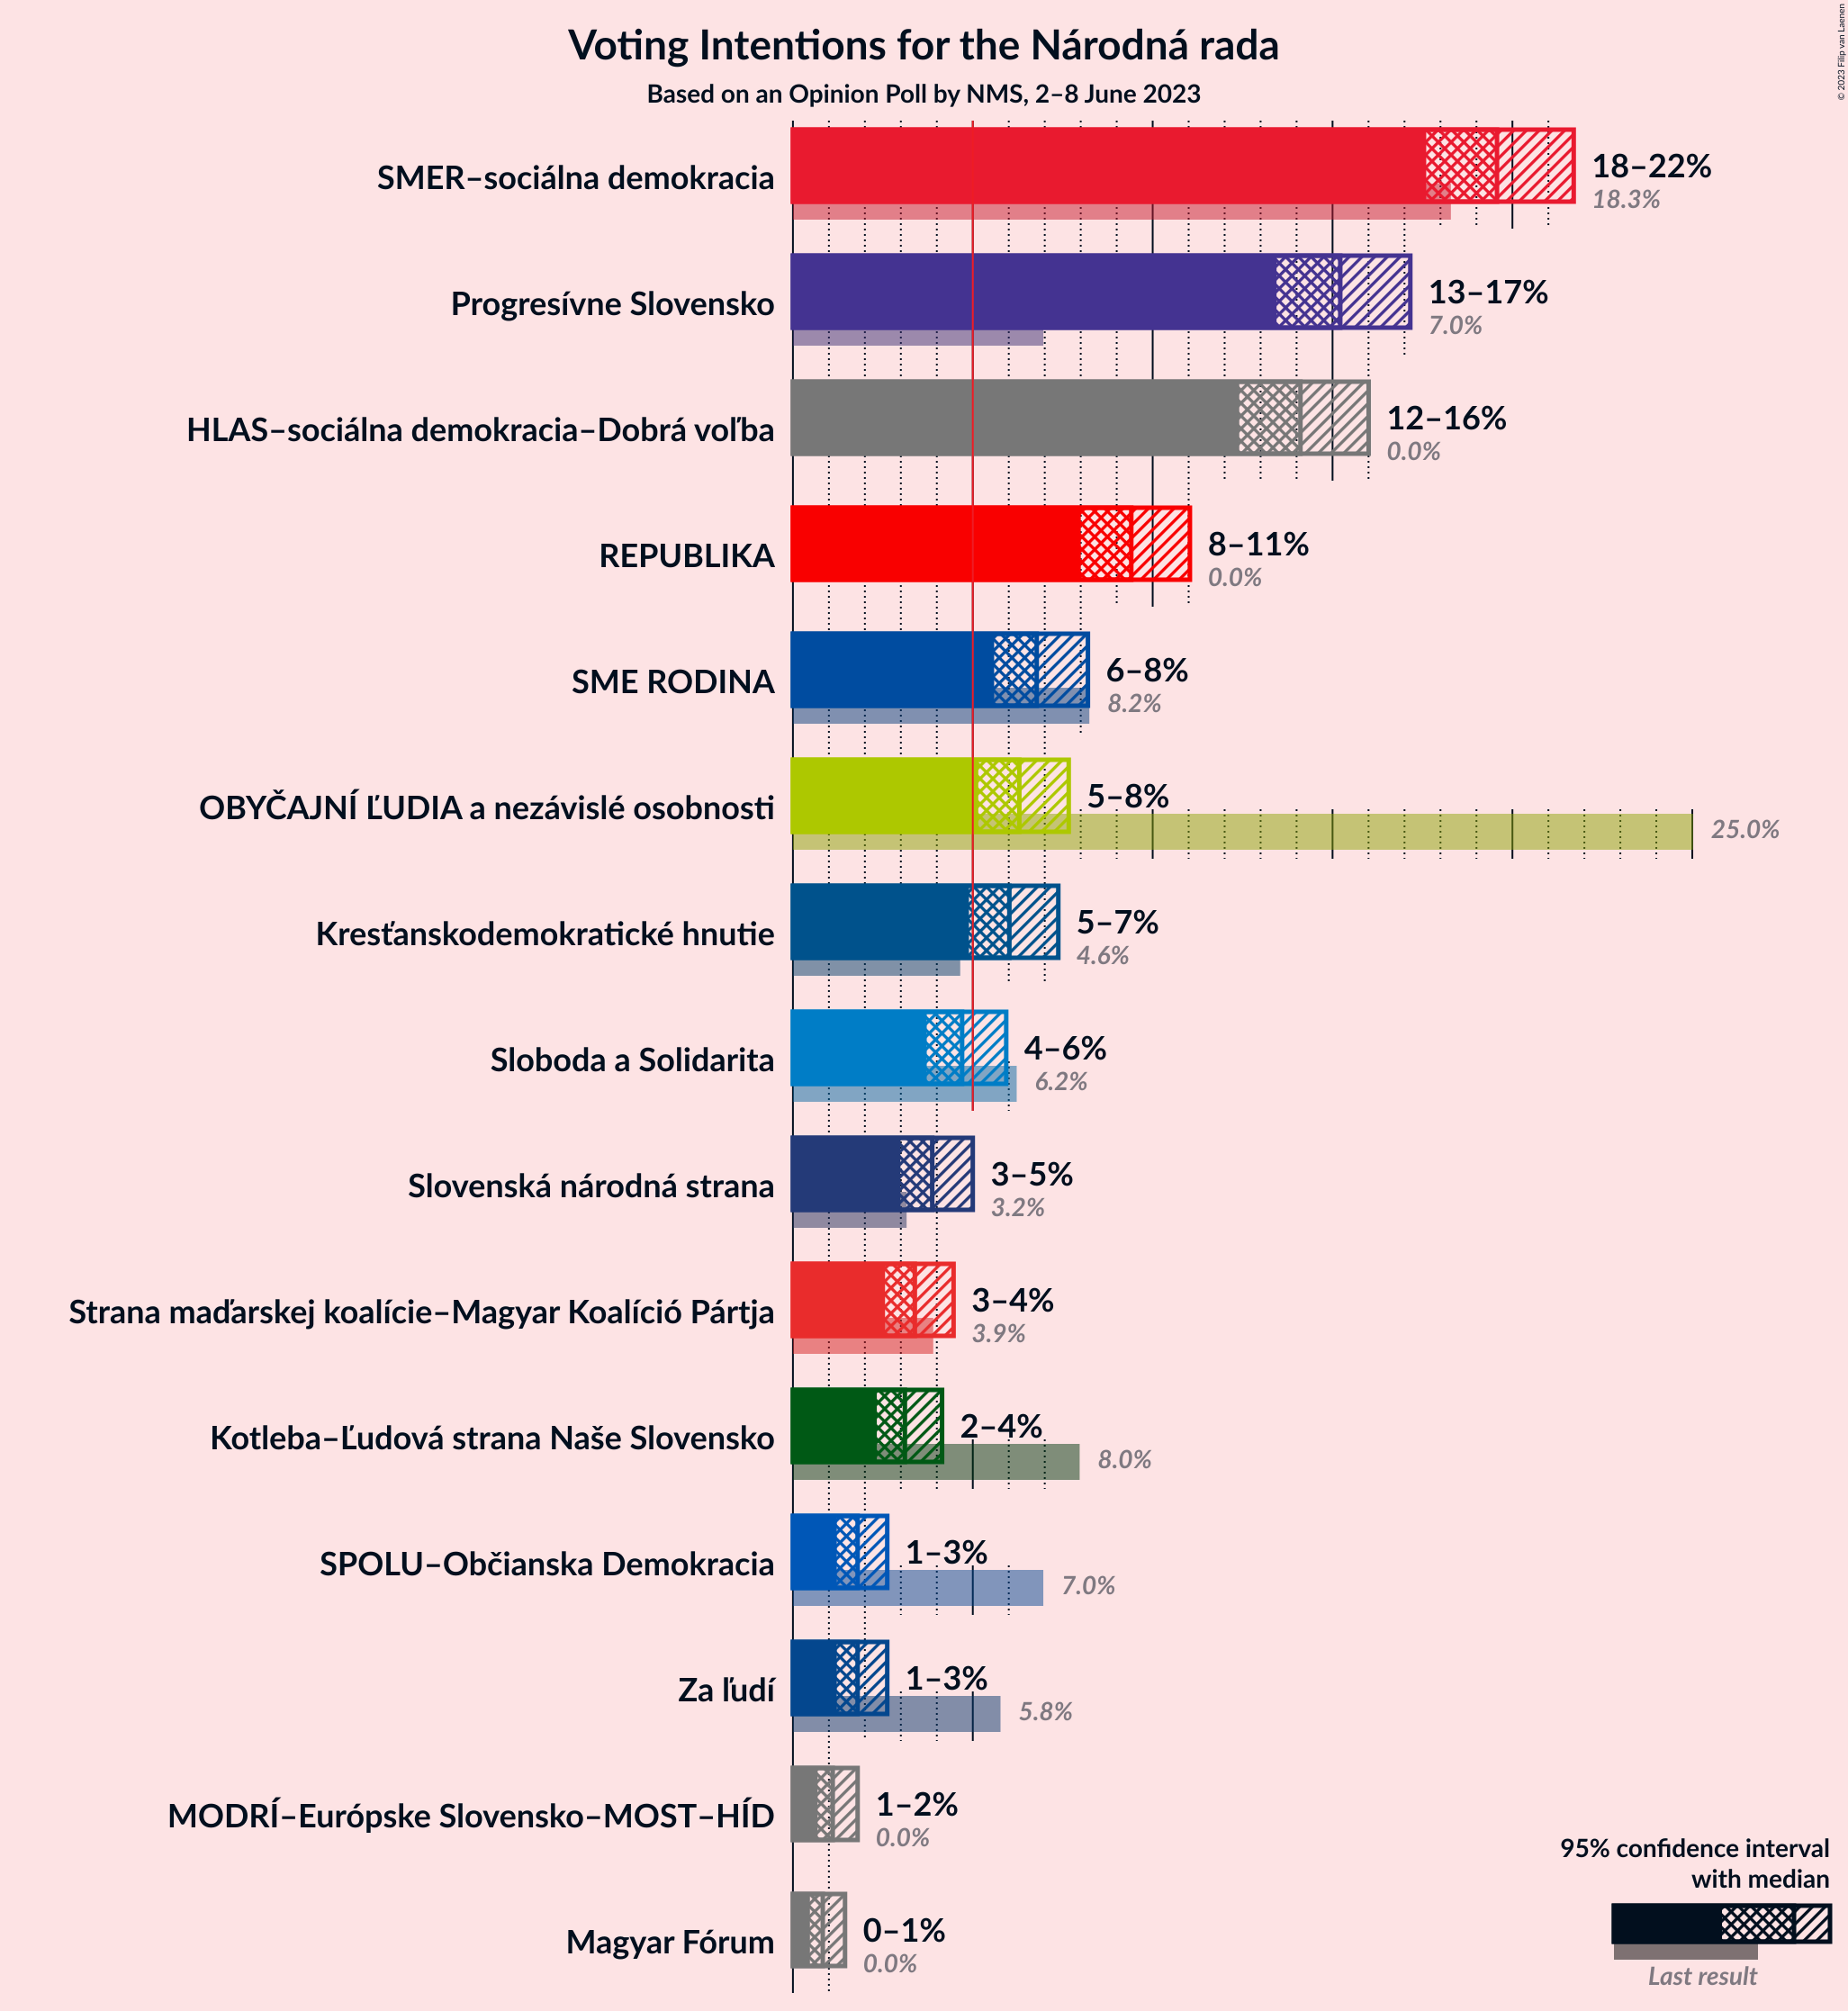 Voting Intentions for the Národná rada
Based on an Opinion Poll by NMS, 2–8 June 2023
© 2023 Filip van Laenen
SMER–sociálna demokracia
18–22%
18.3%
Progresívne Slovensko
13–17%
7.0%
HLAS–sociálna demokracia–Dobrá voľba
12–16%
0.0%
REPUBLIKA
8–11%
0.0%
SME RODINA
6–8%
8.2%
OBYČAJNÍ ĽUDIA a nezávislé osobnosti
5–8%
25.0%
Kresťanskodemokratické hnutie
5–7%
4.6%
Sloboda a Solidarita
4–6%
6.2%
Slovenská národná strana
3–5%
3.2%
Strana maďarskej koalície–Magyar Koalíció Pártja
3–4%
3.9%
Kotleba–Ľudová strana Naše Slovensko
2–4%
8.0%
SPOLU–Občianska Demokracia
1–3%
7.0%
Za ľudí
1–3%
5.8%
MODRÍ–Európske Slovensko–MOST–HÍD
1–2%
0.0%
Magyar Fórum
0–1%
0.0%
95% confidence interval
with median
Last result